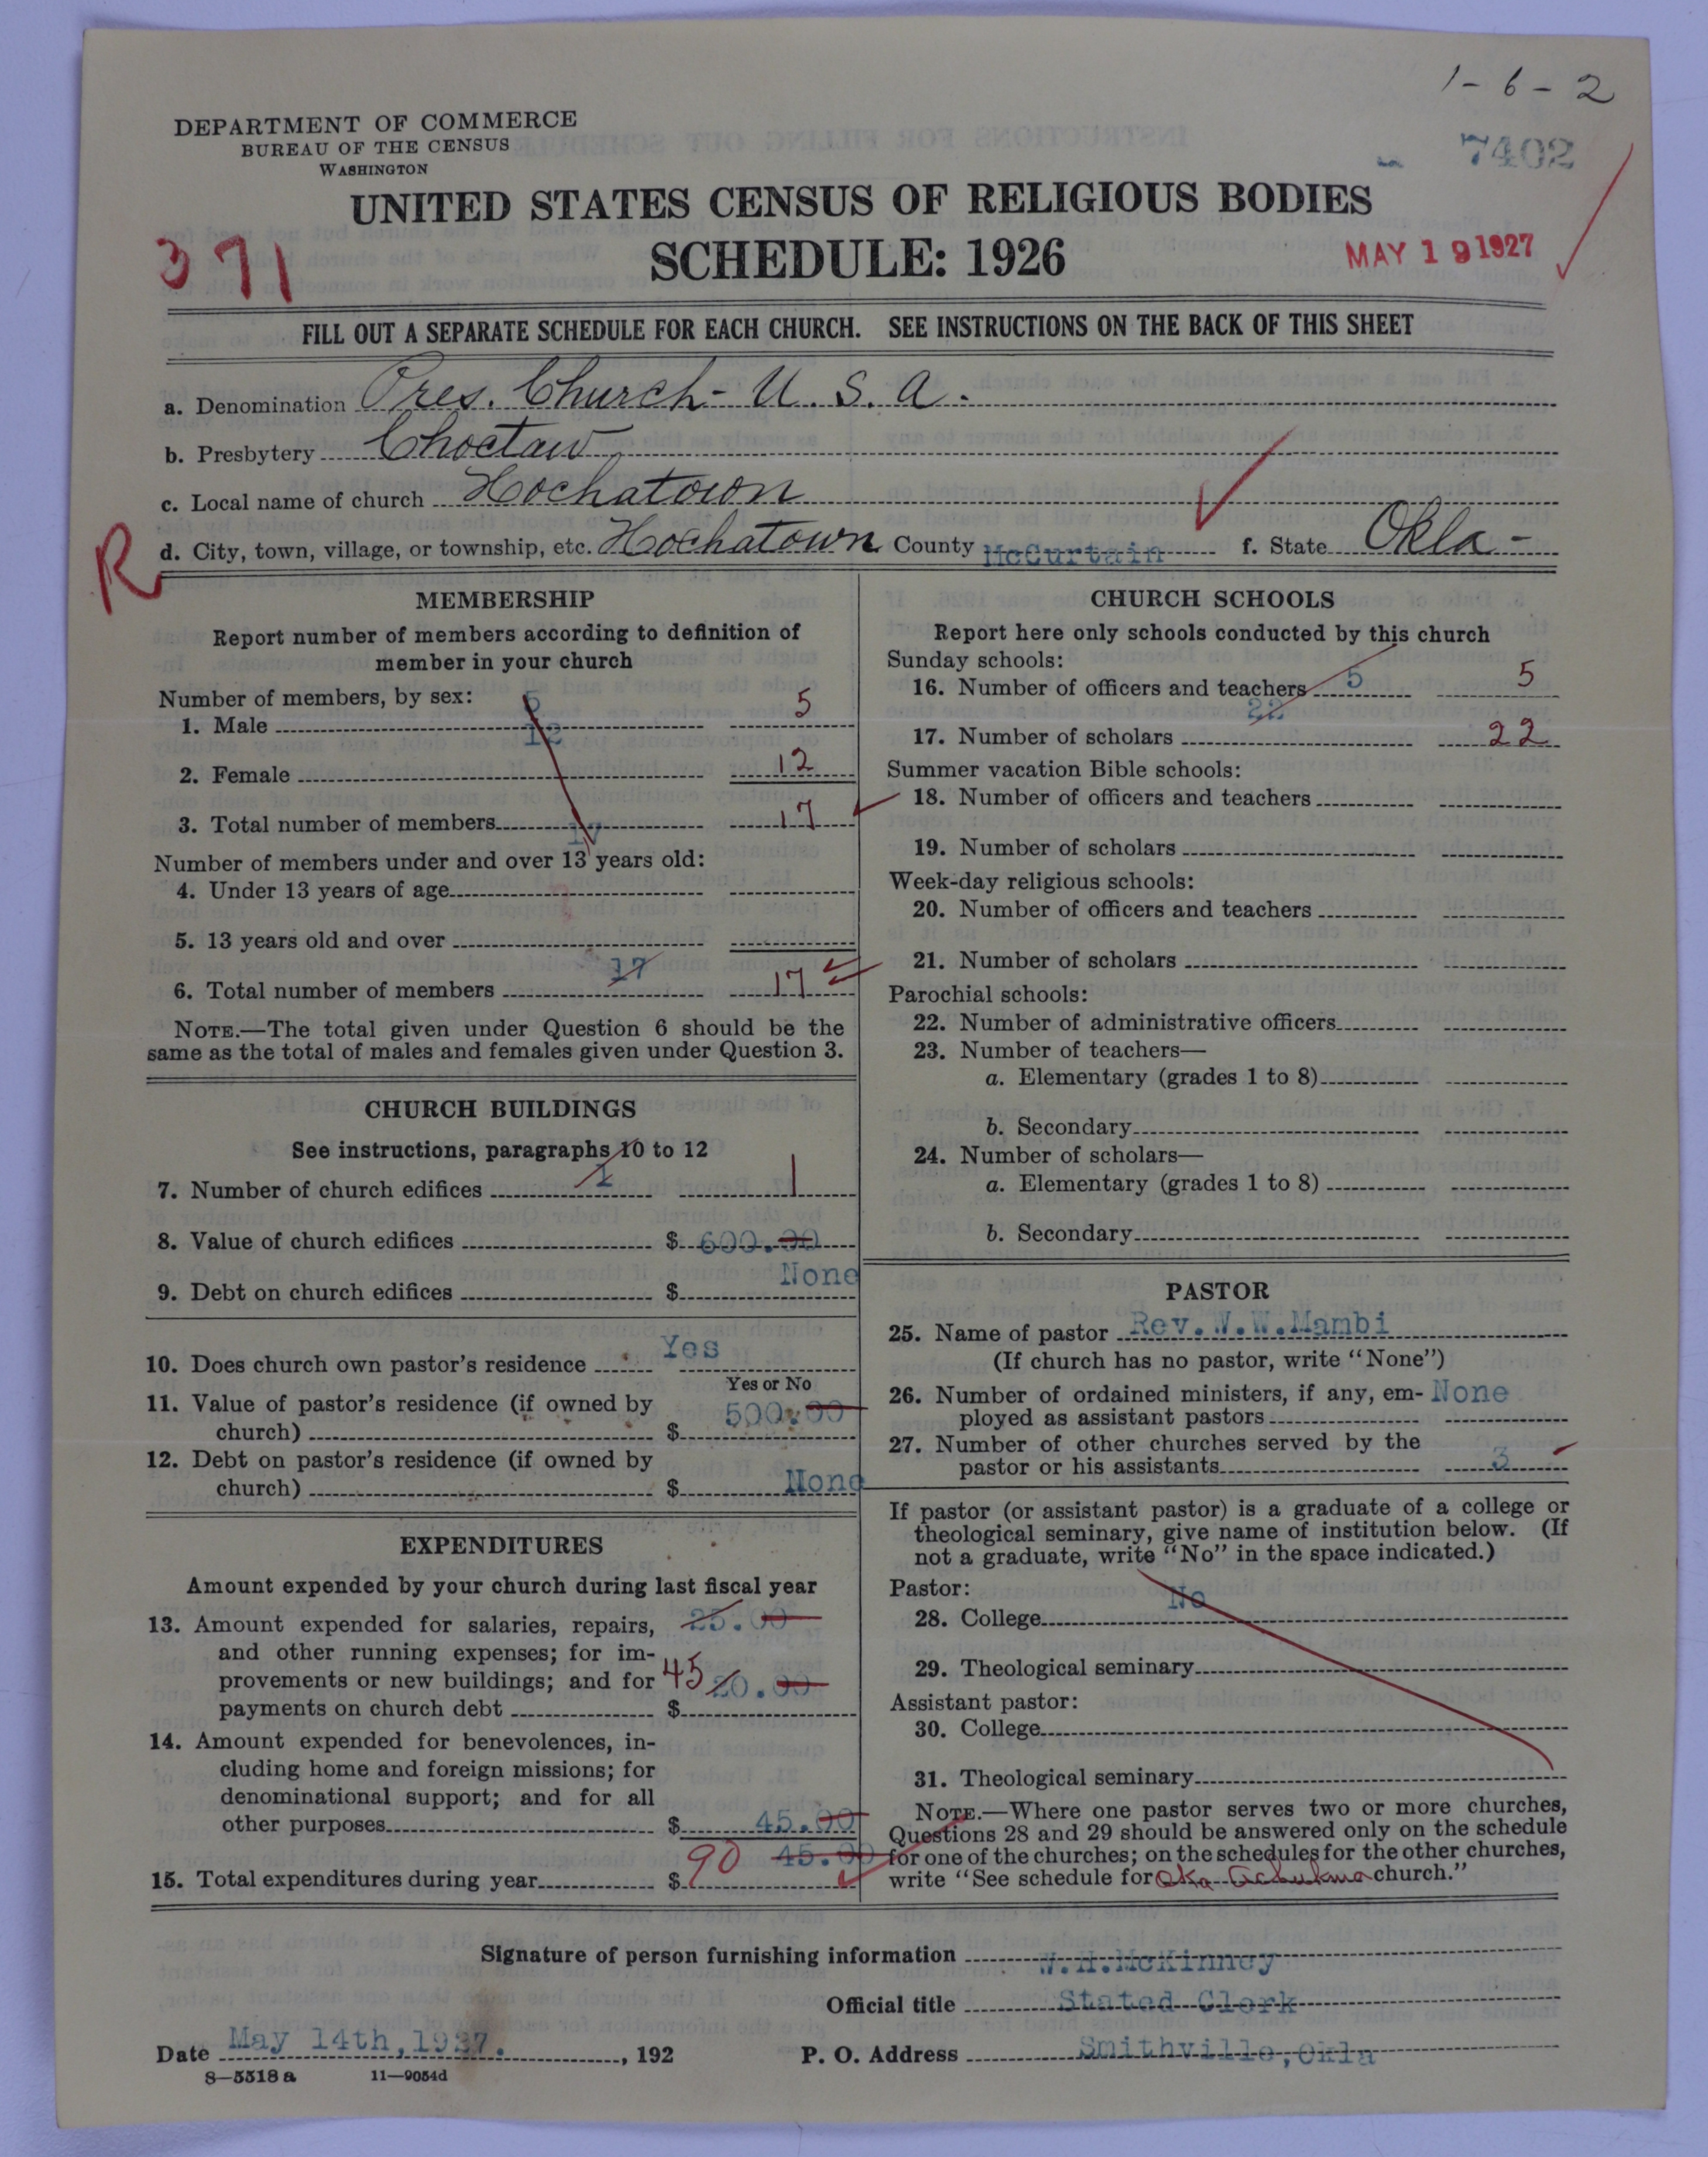 1-6-2
DEPARTMENT OF COMMERCE
BUREAU OF THE CENSUS
WASHINGTON
7402
UNITED STATES CENSUS OF RELIGIOUS BODIES
SCHEDULE: 1926
371
MAY 19 1927
FILL OUT A SEPARATE SCHEDULE FOR EACH CHURCH. SEE INSTRUCTIONS ON THE BACK OF THIS SHEET
a. Denomination Pres. Church - U. S. A.
b. Presbytery Choctaw
c. Local name of church Hochatown
R d. City, town, village, or township, etc. Hochatown County McCurtain f. State Okla -
MEMBERSHIP
Report number of members according to definition of
member in your church
Number of members, by sex:
5
1. Male 5
12
2. Female 12
3. Total number of members 17
17
Number of members under and over 13 years old:
4. Under 13 years of age
5. 13 years old and over
17
6. Total number of members 17
NOTE.—The total given under Question 6 should be the
same as the total of males and females given under Question 3.
CHURCH BUILDINGS
See instructions, paragraphs 10 to 12
7. Number of church edifices 1 1
8. Value of church edifices $ 600.00
9. Debt on church edifices $ None
10. Does church own pastor's residence Yes
Yes or No
11. Value of pastor's residence (if owned by
church) $ 500.00
12. Debt on pastor's residence (if owned by
church) $ None
EXPENDITURES
Amount expended by your church during last fiscal year
13. Amount expended for salaries, repairs, 25.00
and other running expenses; for im-
provements or new buildings; and for 45 20.00
payments on church debt $
14. Amount expended for benevolences, in-
cluding home and foreign missions; for
denominational support; and for all
other purposes $ 45.00
15. Total expenditures during year $ 90 45.00
CHURCH SCHOOLS
Report here only schools conducted by this church
Sunday schools:
16. Number of officers and teachers 5 5
22
17. Number of scholars 22
Summer vacation Bible schools:
18. Number of officers and teachers
19. Number of scholars
Week-day religious schools:
20. Number of officers and teachers
21. Number of scholars
Parochial schools:
22. Number of administrative officers
23. Number of teachers—
a. Elementary (grades 1 to 8)
b. Secondary
24. Number of scholars—
a. Elementary (grades 1 to 8)
b. Secondary
PASTOR
25. Name of pastor Rev. W. W. Mambi
(If church has no pastor, write "None")
26. Number of ordained ministers, if any, em- None
ployed as assistant pastors
27. Number of other churches served by the
pastor or his assistants 3
If pastor (or assistant pastor) is a graduate of a college or
theological seminary, give name of institution below. (If
not a graduate, write "No" in the space indicated.)
Pastor:
28. College No
29. Theological seminary
Assistant pastor:
30. College
31. Theological seminary
NOTE.—Where one pastor serves two or more churches,
Questions 28 and 29 should be answered only on the schedule
for one of the churches; on the schedules for the other churches,
write "See schedule for Oka Achukma church."
Signature of person furnishing information W.H.McKinney
Official title Stated Clerk
Date May 14th, 1927. , 192 P. O. Address Smithville, Okla
8—5518 a 11—9054d